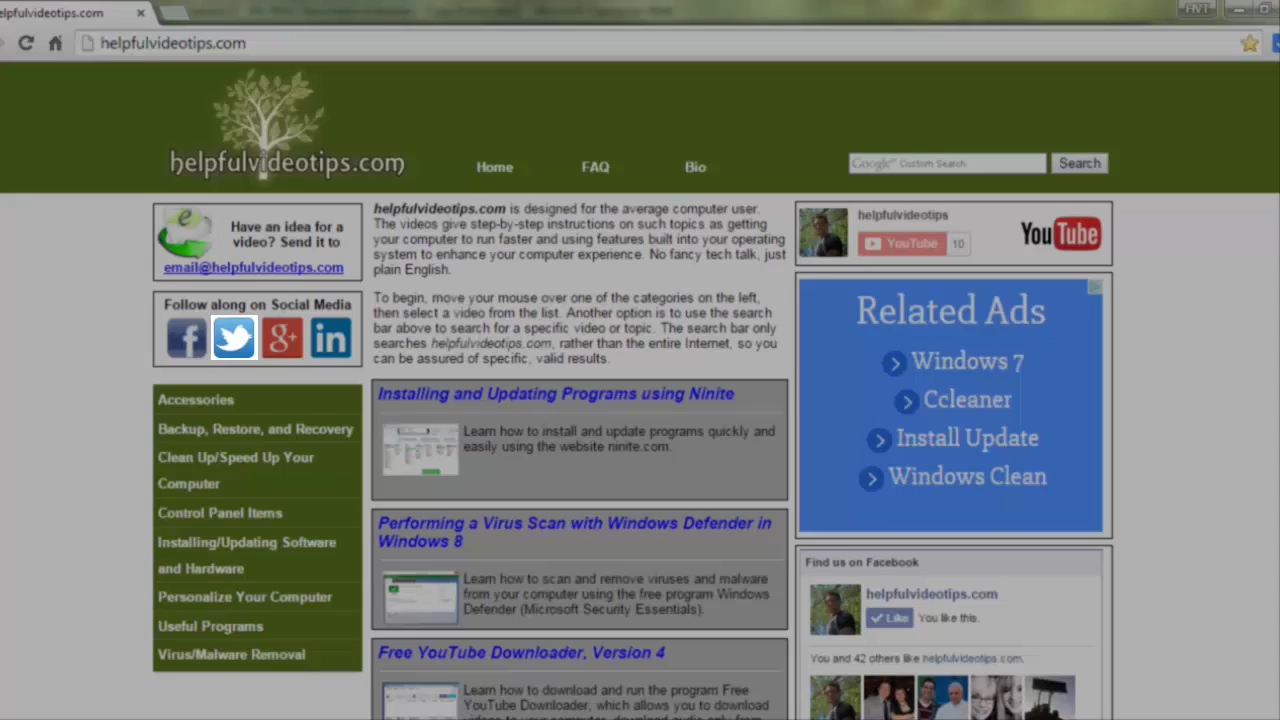 elpfulvideotips.com
HVT
helpfulvideotips.com
helpfulvideotips.com
Home
FAQ
Bio
Google™ Custom Search
Search
Have an idea for a
video? Send it to
email@helpfulvideotips.com
Follow along on Social Media
Accessories
Backup, Restore, and Recovery
Clean Up/Speed Up Your
Computer
Control Panel Items
Installing/Updating Software
and Hardware
Personalize Your Computer
Useful Programs
Virus/Malware Removal
helpfulvideotips.com is designed for the average computer user.
The videos give step-by-step instructions on such topics as getting
your computer to run faster and using features built into your operating
system to enhance your computer experience. No fancy tech talk, just
plain English.
To begin, move your mouse over one of the categories on the left,
then select a video from the list. Another option is to use the search
bar above to search for a specific video or topic. The search bar only
searches helpfulvideotips.com, rather than the entire Internet, so you
can be assured of specific, valid results.
Installing and Updating Programs using Ninite
Learn how to install and update programs quickly and
easily using the website ninite.com.
Performing a Virus Scan with Windows Defender in
Windows 8
Learn how to scan and remove viruses and malware
from your computer using the free program Windows
Defender (Microsoft Security Essentials).
Free YouTube Downloader, Version 4
Learn how to download and run the program Free
YouTube Downloader, which allows you to download
helpfulvideotips
YouTube 10
YouTube
Related Ads
Windows 7
Ccleaner
Install Update
Windows Clean
Find us on Facebook
helpfulvideotips.com
Like You like this.
You and 42 others like helpfulvideotips.com.